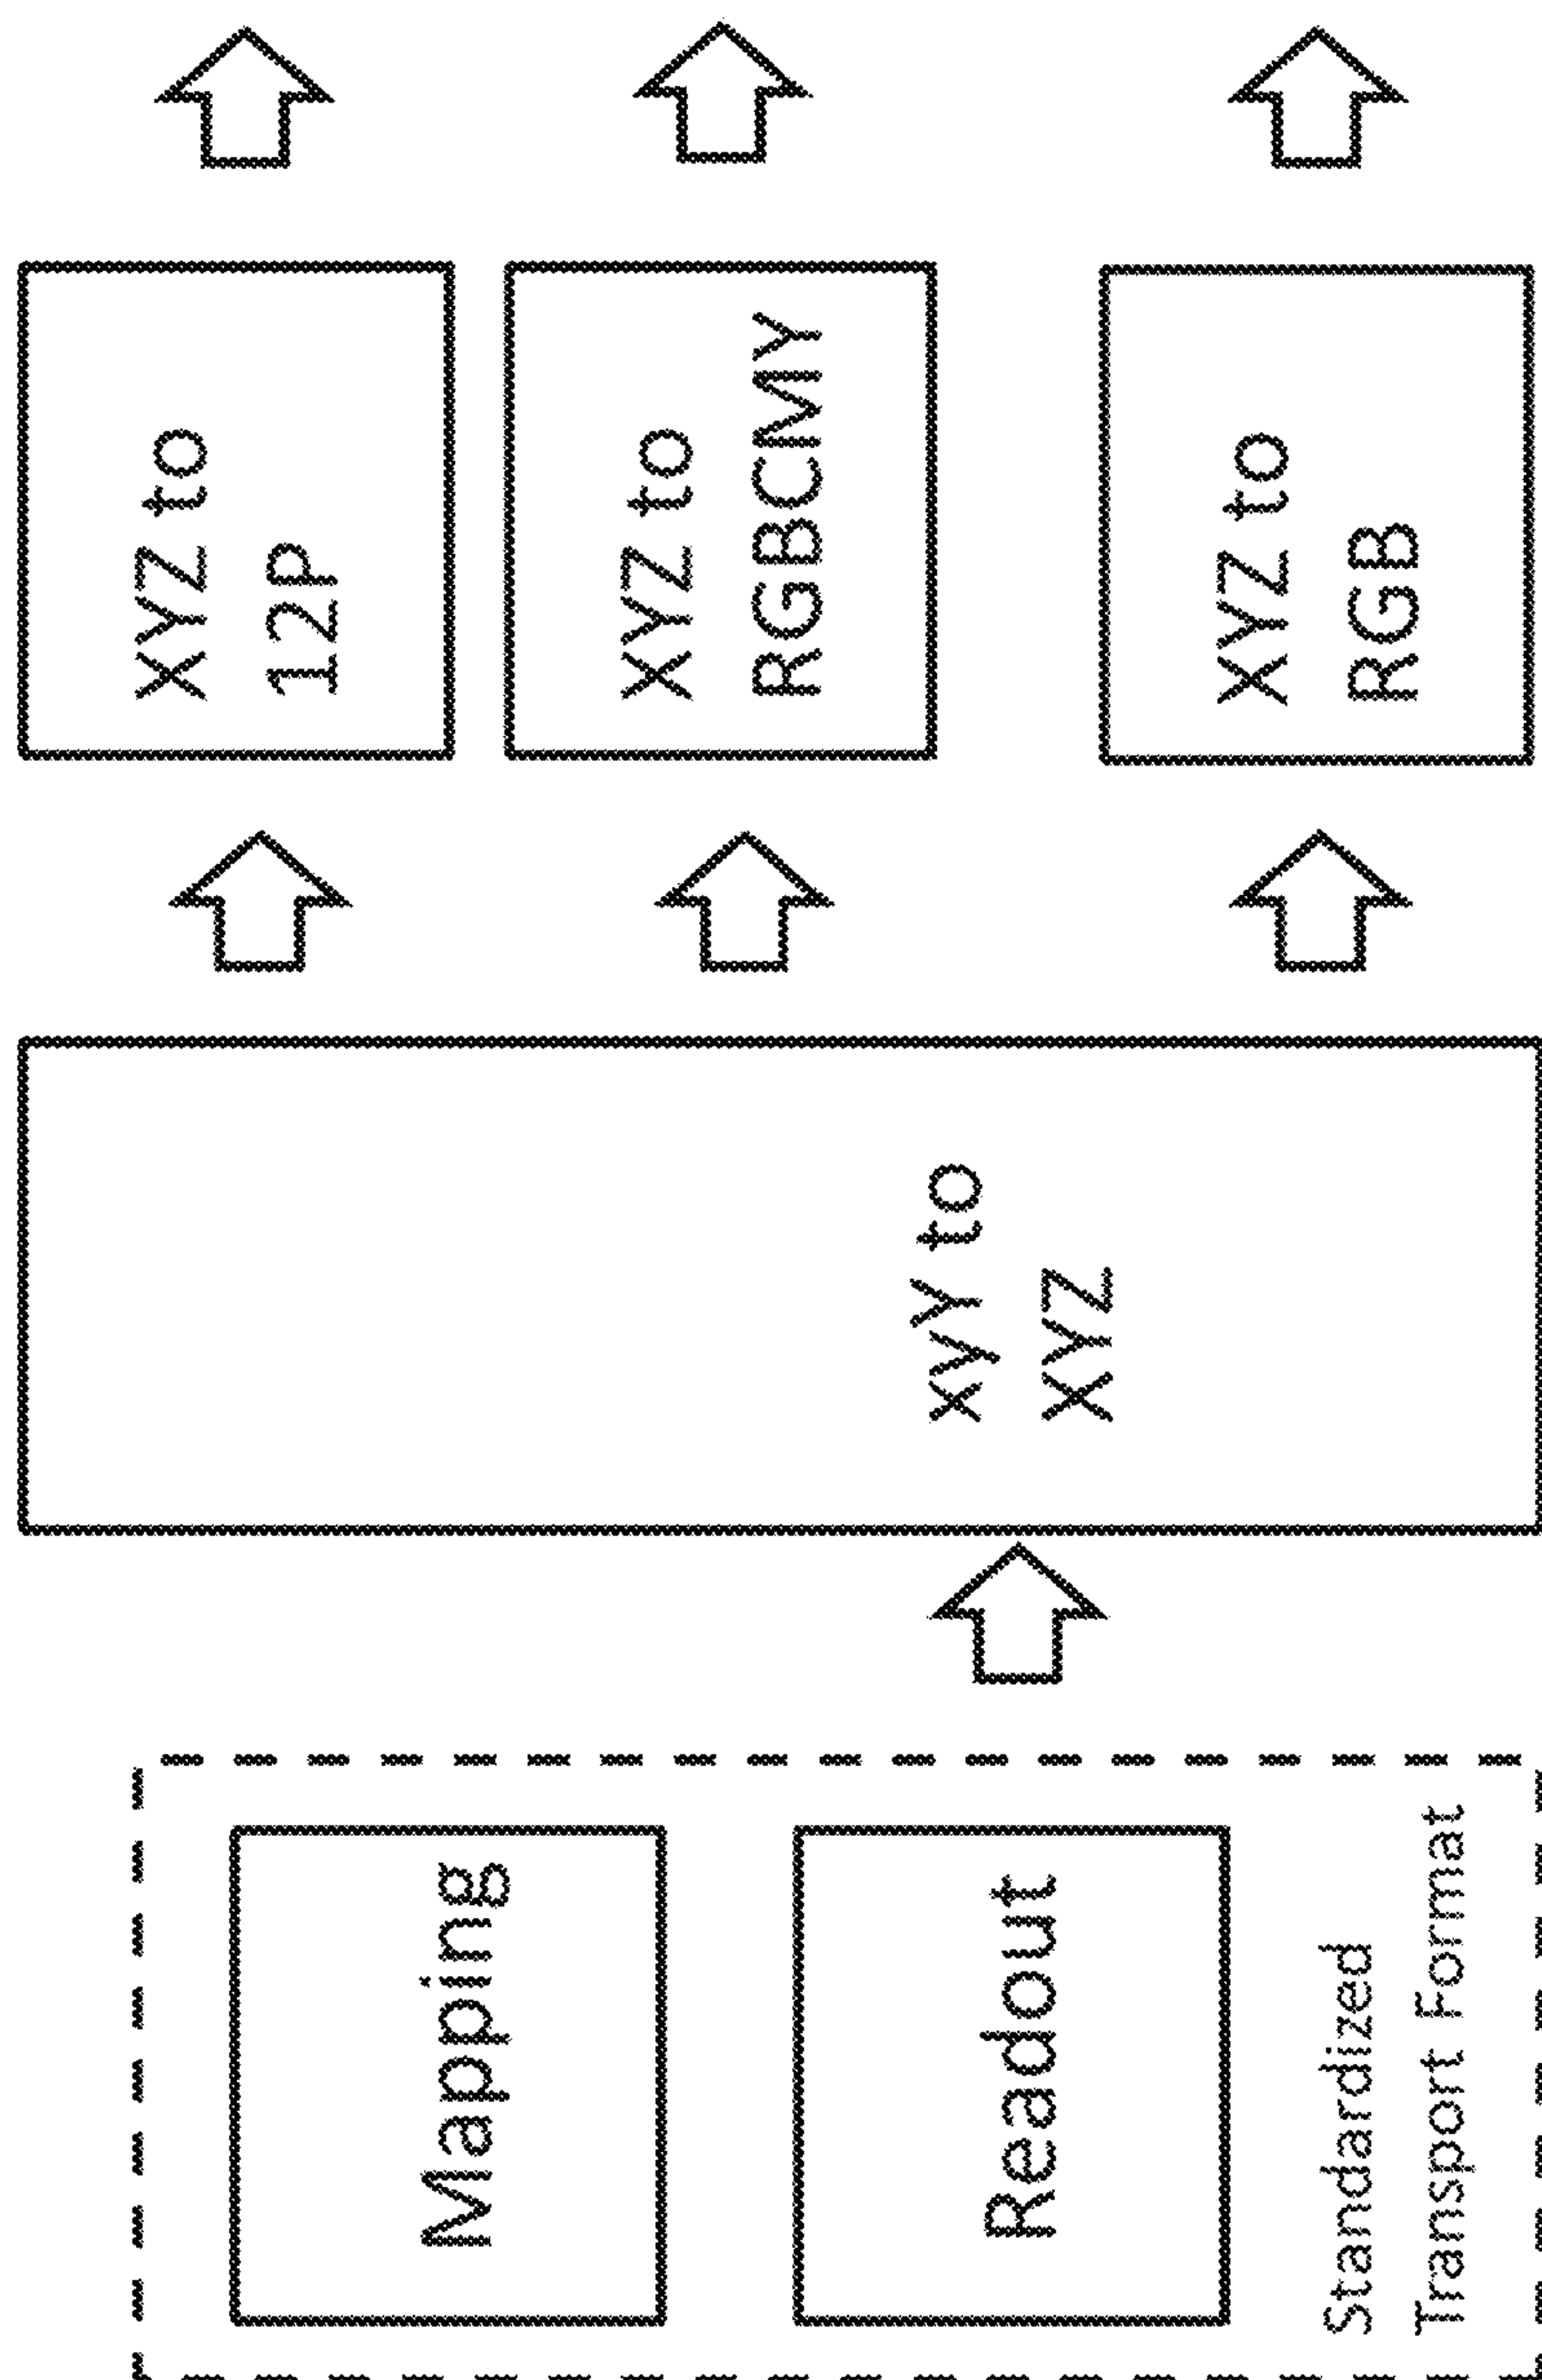 Mapping
Readout
Standardized
Transport Format
xyY to
XYZ
XYZ to
12P
XYZ to
RGBCMY
XYZ to
RGB